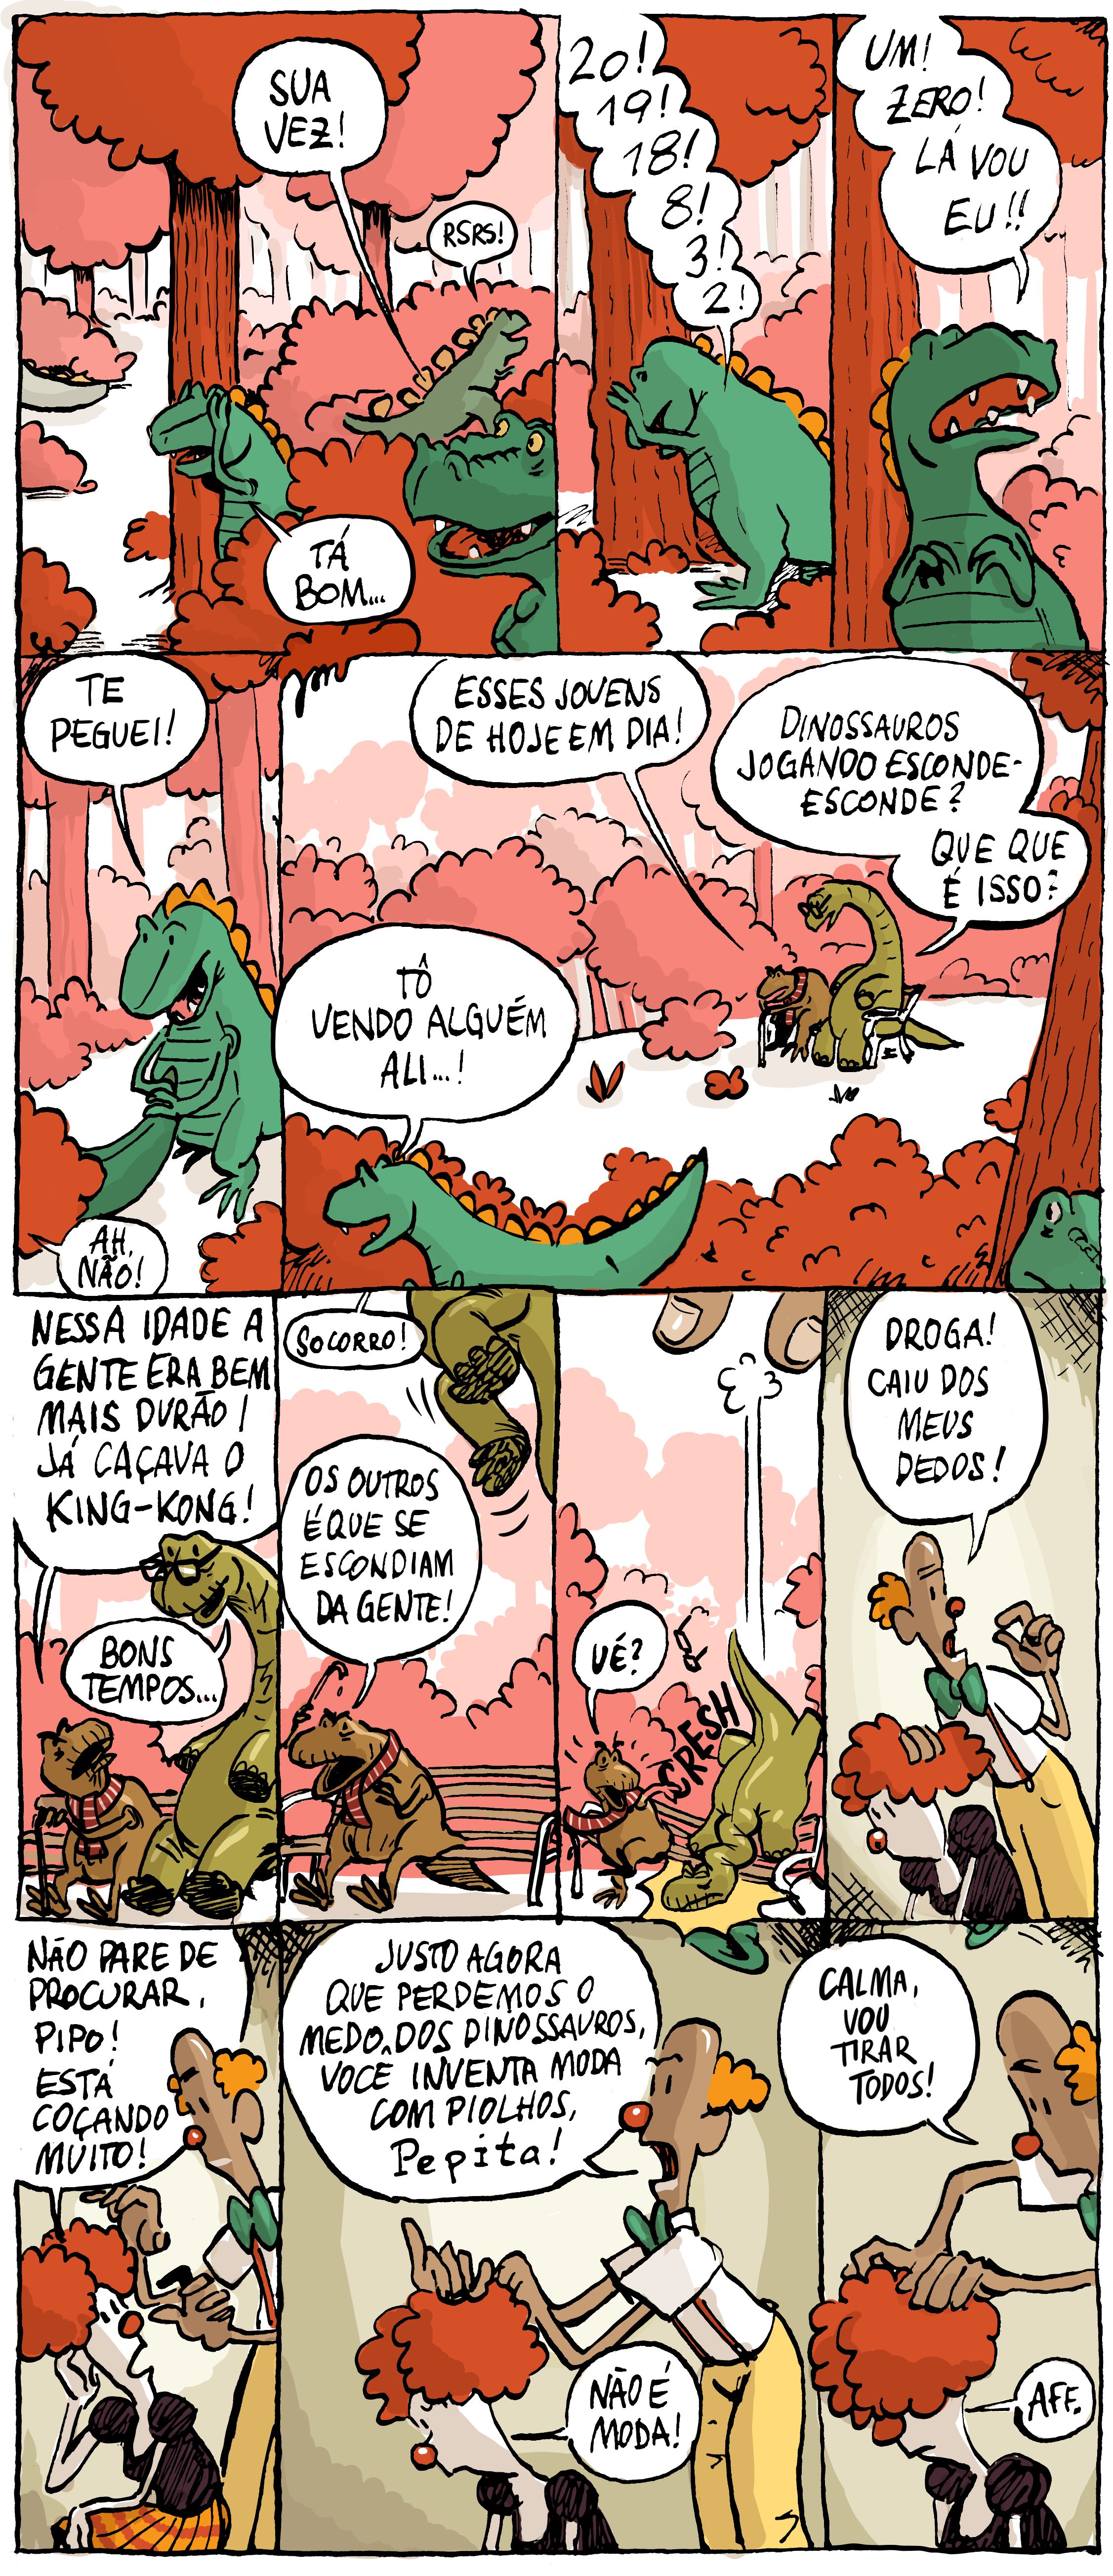 SUA
VEZ!
RSRS!
TÁ
BOM...
20!
19!
18!
8!
3!
2!
UM!
ZERO!
LÁ VOU
EU!!
TE
PEGUEI!
AH,
NÃO!
ESSES JOVENS
DE HOJE EM DIA!
DINOSSAUROS
JOGANDO ESCONDE-
ESCONDE?
QUE QUE
É ISSO?
TÔ
VENDO ALGUÉM
ALI...!
NESSA IDADE A
GENTE ERA BEM
MAIS DURÃO!
JÁ CAÇAVA O
KING-KONG!
BONS
TEMPOS...
SOCORRO!
OS OUTROS
É QUE SE
ESCONDIAM
DA GENTE!
UÉ?
CRESH
DROGA!
CAIU DOS
MEUS
DEDOS!
NÃO PARE DE
PROCURAR,
PIPO!
ESTÁ
COÇANDO
MUITO!
JUSTO AGORA
QUE PERDEMOS O
MEDO DOS DINOSSAUROS,
VOCÊ INVENTA MODA
COM PIOLHOS,
Pepita!
NÃO É
MODA!
CALMA,
VOU
TIRAR
TODOS!
AFF.